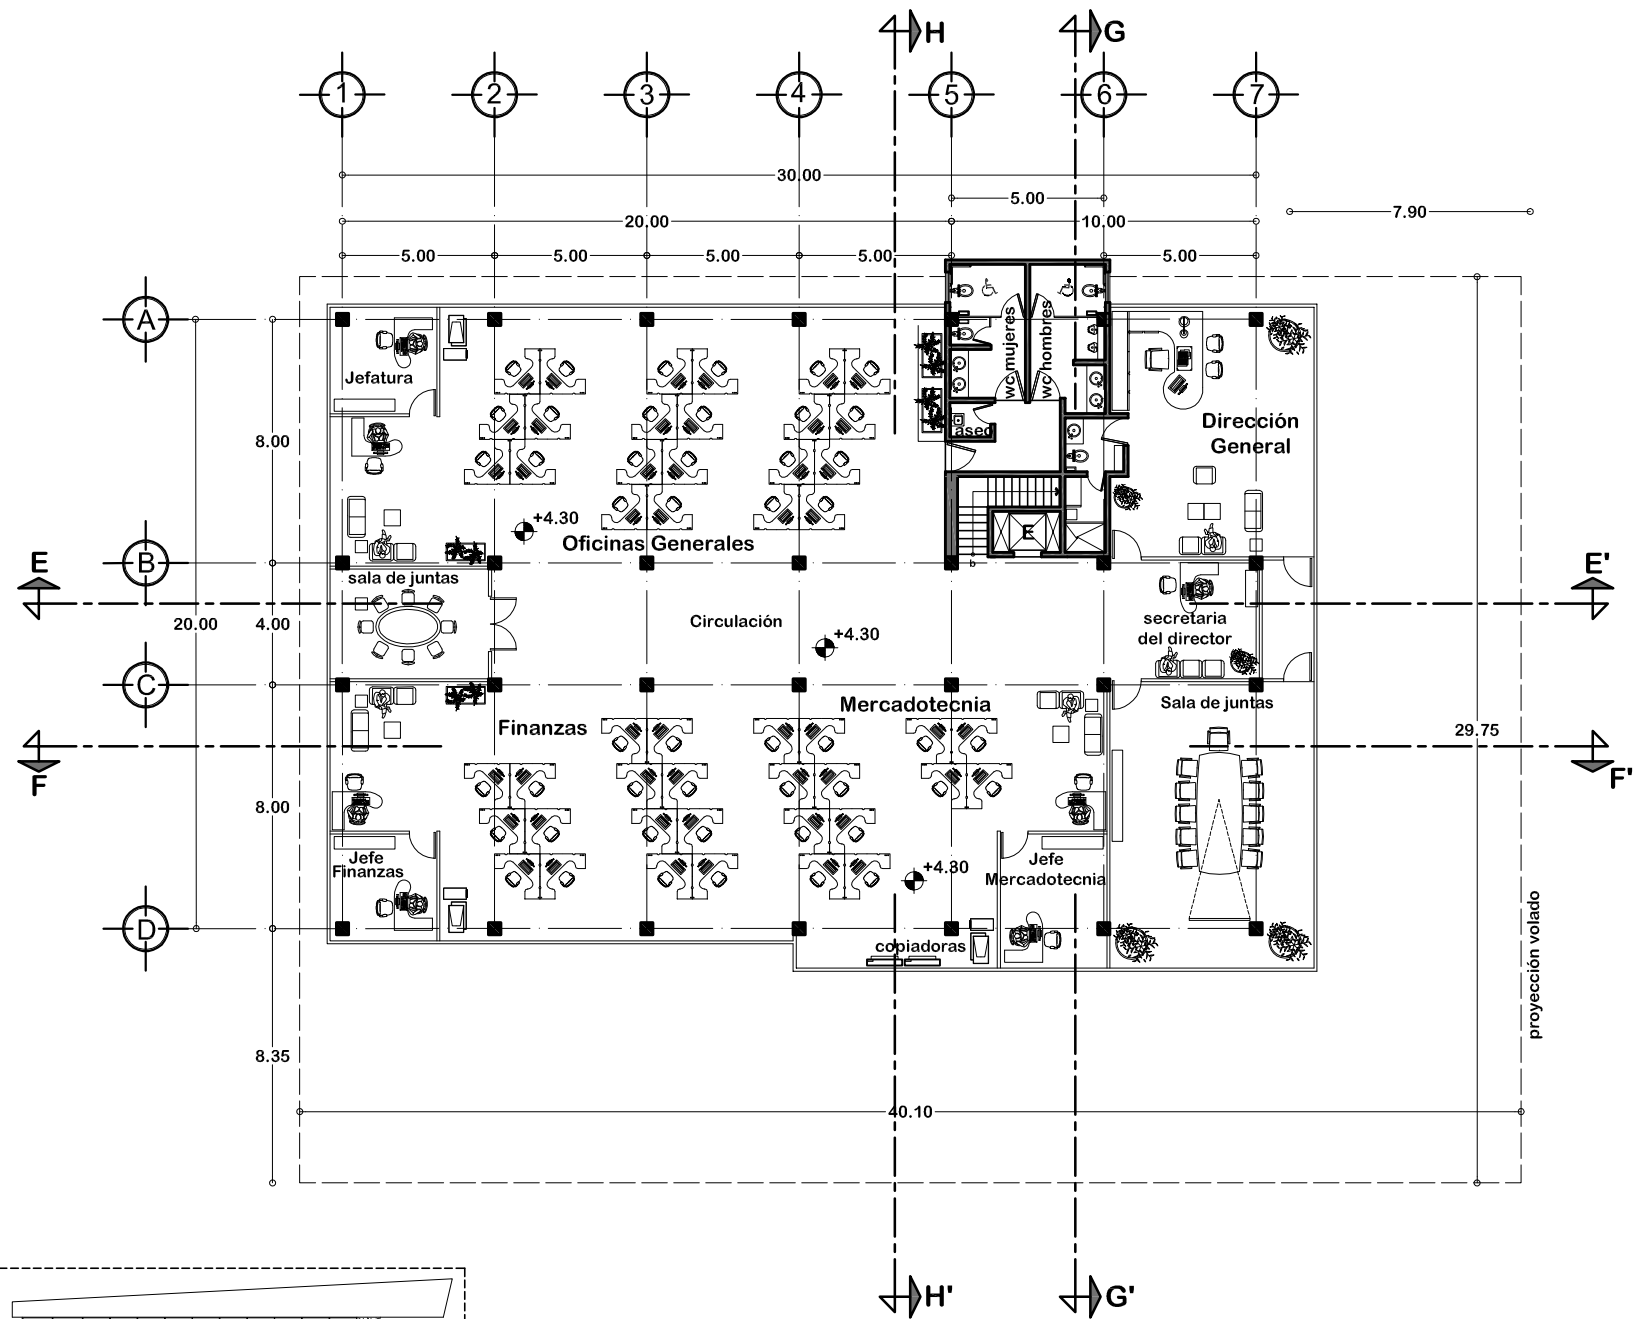 H
G
1
2
3
4
5
6
7
30.00
5.00
7.90
20.00
10.00
5.00
5.00
5.00
5.00
5.00
A
wc mujeres
wc hombres
Jefatura
Dirección
General
aseo
8.00
+4.30
Oficinas Generales
E
B
b
E
E'
sala de juntas
20.00
4.00
Circulación
+4.30
secretaria
del director
C
Sala de juntas
Mercadotecnia
Finanzas
29.75
F
F'
8.00
Jefe
Finanzas
Jefe
Mercadotecnia
+4.30
D
copiadoras
proyección volado
8.35
40.10
H'
G'